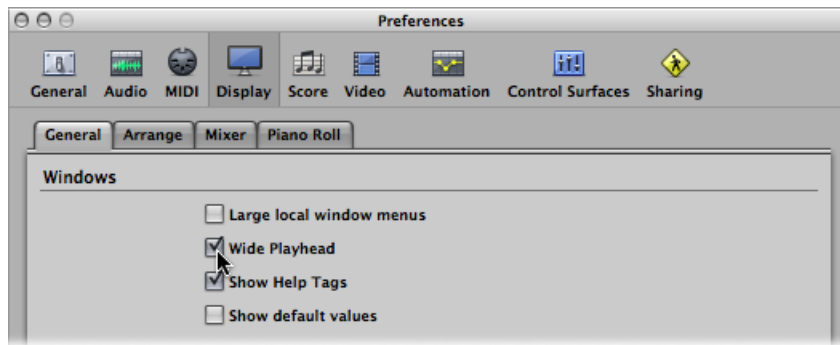 Preferences
General Audio MIDI Display Score Video Automation Control Surfaces Sharing
General Arrange Mixer Piano Roll
Windows
Large local window menus
Wide Playhead
Show Help Tags
Show default values